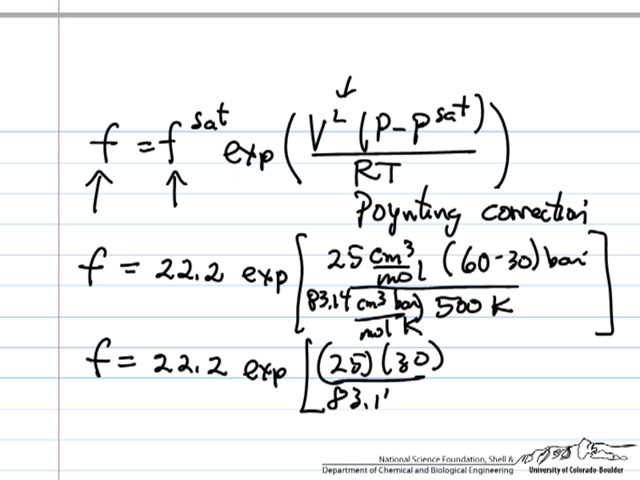 f = f^sat exp(V^L (P-P^sat) / RT)
Poynting correction
f = 22.2 exp[25 cm³/mol (60-30) bar / 83.14 (cm³ bar)/(mol K) 500 K]
f = 22.2 exp[(25)(30) / 83.1
National Science Foundation, Shell &
Department of Chemical and Biological Engineering
University of Colorado-Boulder